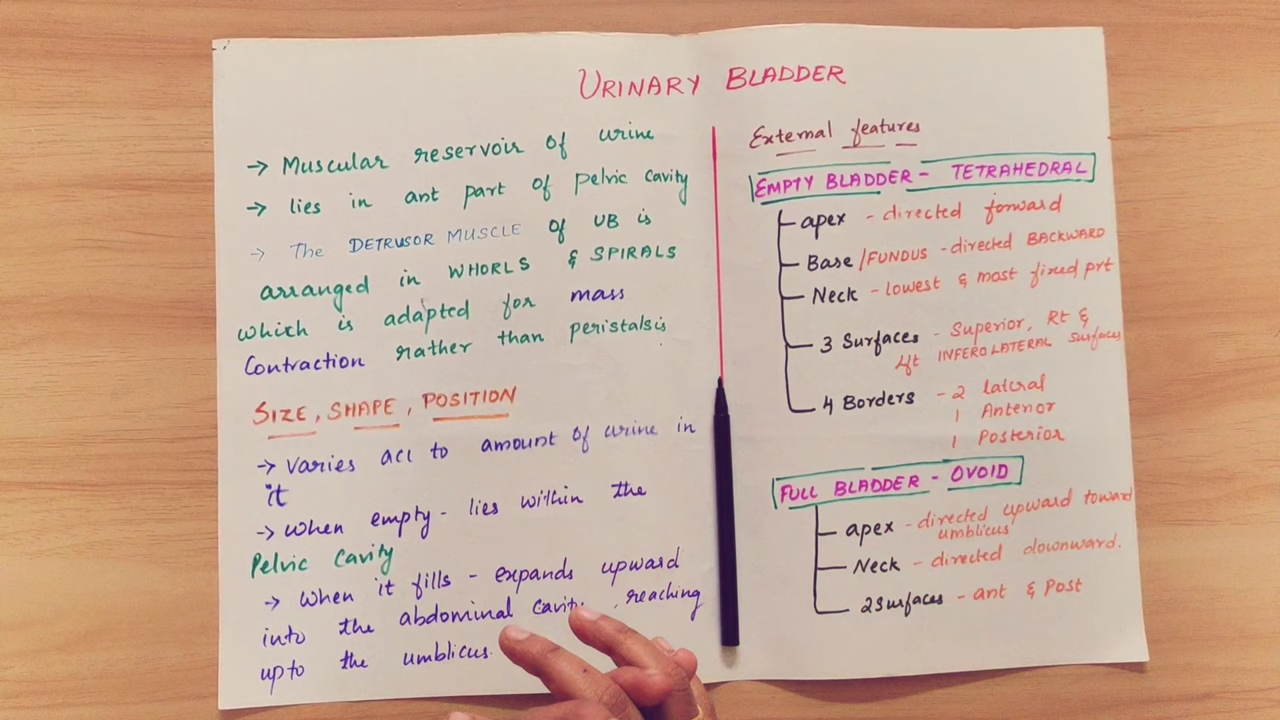 URINARY BLADDER
→ Muscular reservoir of urine
→ lies in ant part of pelvic cavity
→ The DETRUSOR MUSCLE of UB is
arranged in WHORLS & SPIRALS
which is adapted for mass
Contraction rather than peristalsis
SIZE, SHAPE, POSITION
→ Varies acc to amount of urine in
it
→ when empty - lies within the
Pelvic Cavity
→ When it fills - expands upward
into the abdominal cavity, reaching
upto the umblicus.
External features
EMPTY BLADDER - TETRAHEDRAL
apex - directed forward
Base/FUNDUS - directed BACKWARD
Neck - lowest & most fixed prt
3 Surfaces - Superior, Rt &
Lft INFEROLATERAL surfaces
4 Borders - 2 lateral
1 Anterior
1 Posterior
FULL BLADDER - OVOID
apex - directed upward toward
umblicus
Neck - directed downward.
2 Surfaces - ant & Post